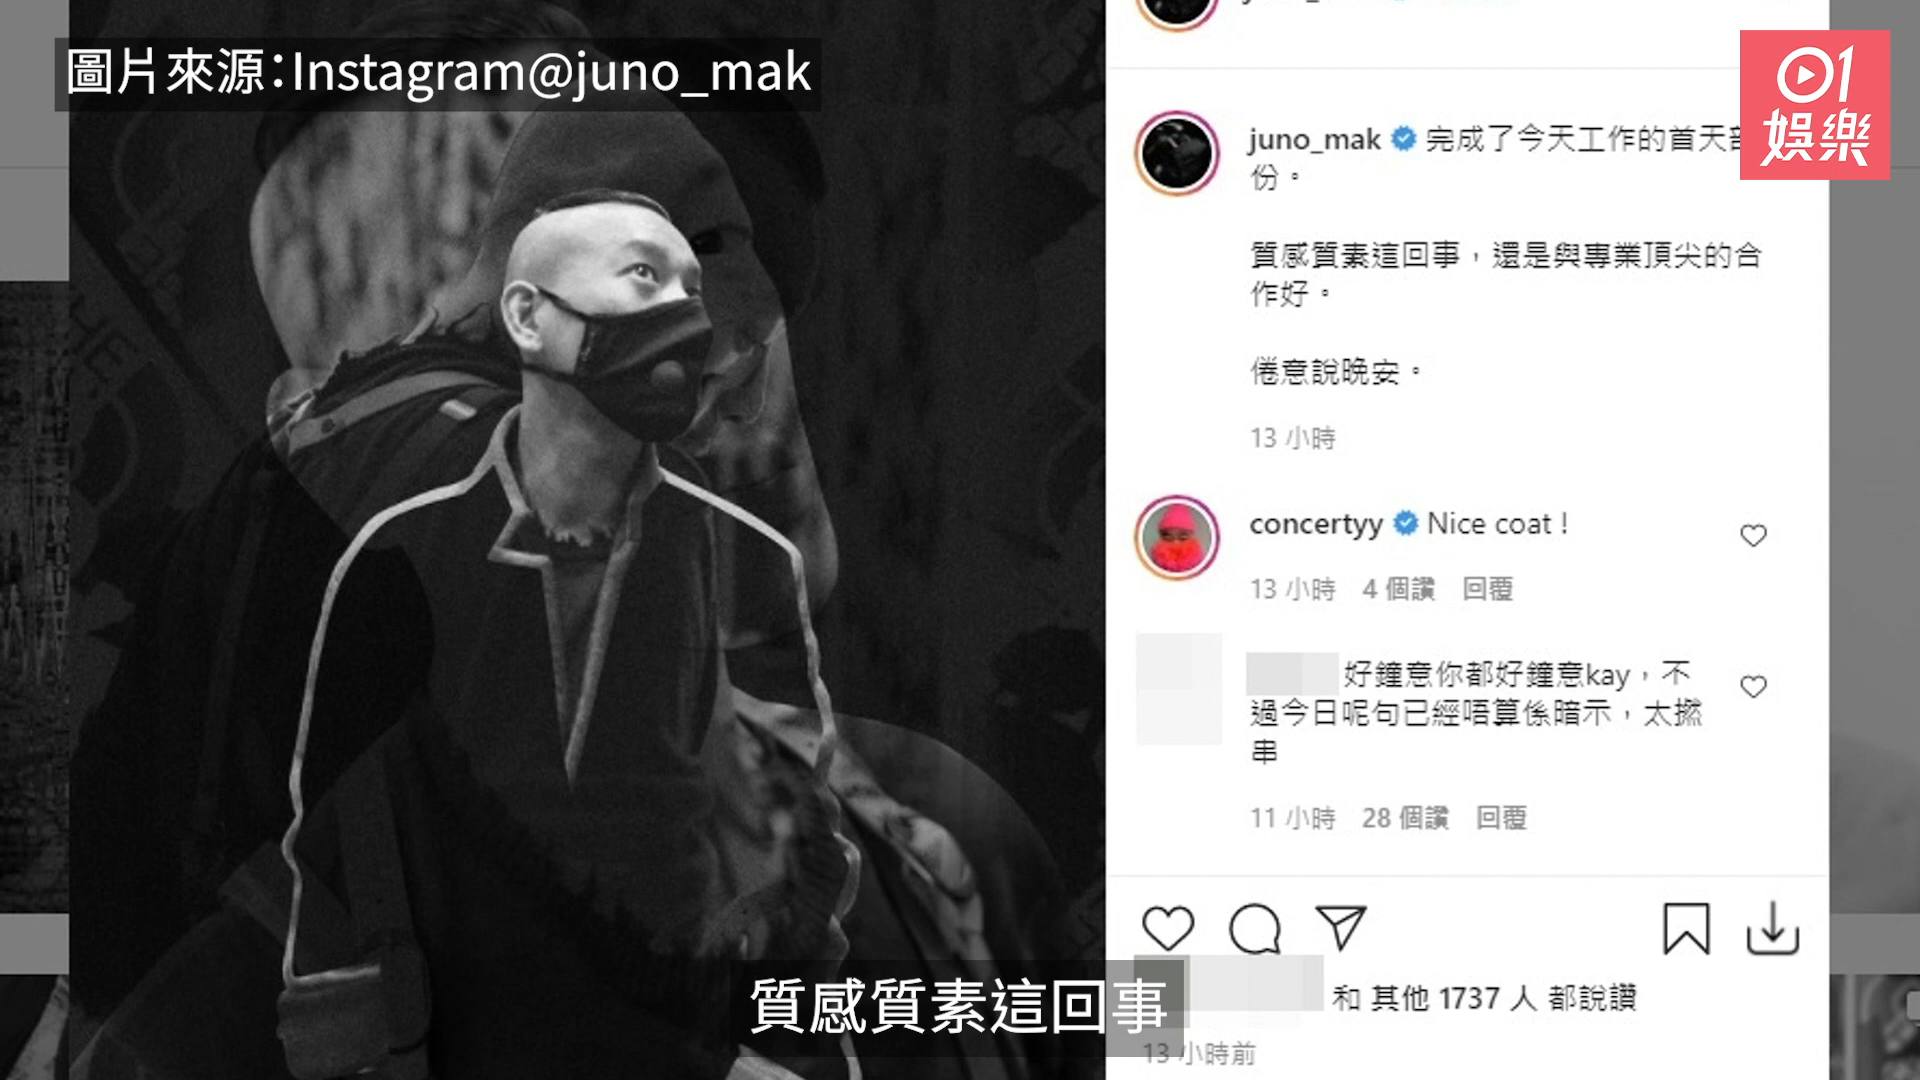 圖片來源：Instagram@juno_mak
01
娛樂
juno_mak 完成了今天工作的首天部
份。
質感質素這回事，還是與專業頂尖的合
作好。
倦意說晚安。
13 小時
concertyy Nice coat !
13 小時 4 個讚 回覆
好鐘意你都好鐘意kay，不
過今日呢句已經唔算係暗示，太撚
串
11 小時 28 個讚 回覆
和 其他 1737 人 都說讚
質感質素這回事
13 小時前